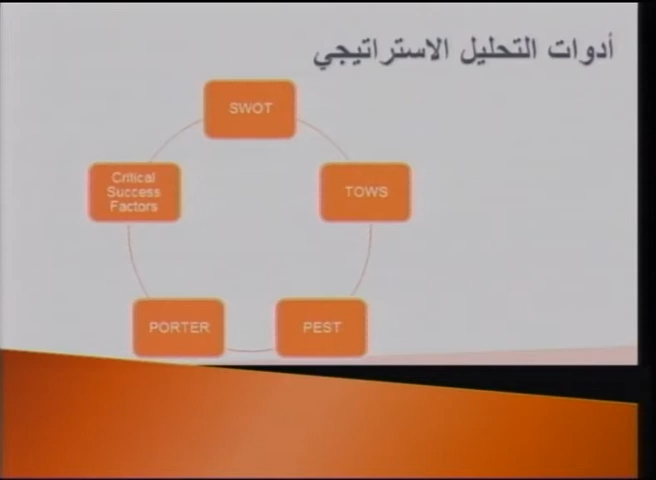 أدوات التحليل الاستراتيجي
SWOT
TOWS
PEST
PORTER
Critical
Success
Factors